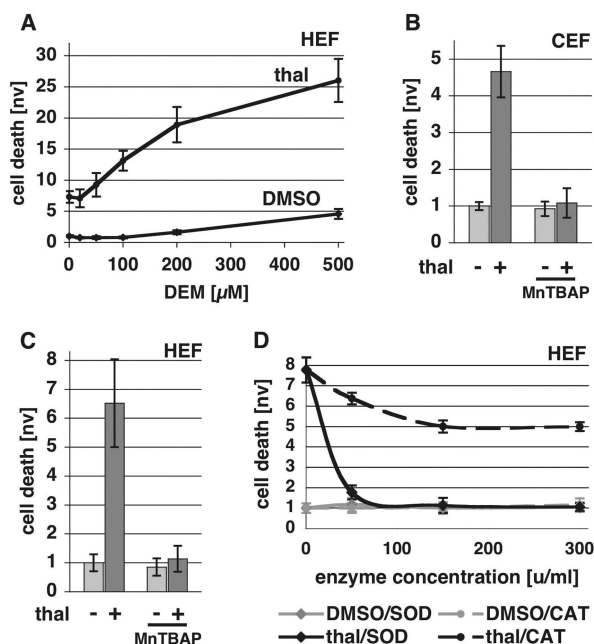 A
HEF
cell death [nv]
30
25
20
15
10
5
0
thal
DMSO
0 100 200 300 400 500
DEM [µM]
B
CEF
cell death [nv]
5
4
3
2
1
0
thal - + - +
MnTBAP
C
HEF
cell death [nv]
8
7
6
5
4
3
2
1
0
thal - + - +
MnTBAP
D
HEF
cell death [nv]
8
7
6
5
4
3
2
1
0
0 100 200 300
enzyme concentration [u/ml]
DMSO/SOD DMSO/CAT
thal/SOD thal/CAT